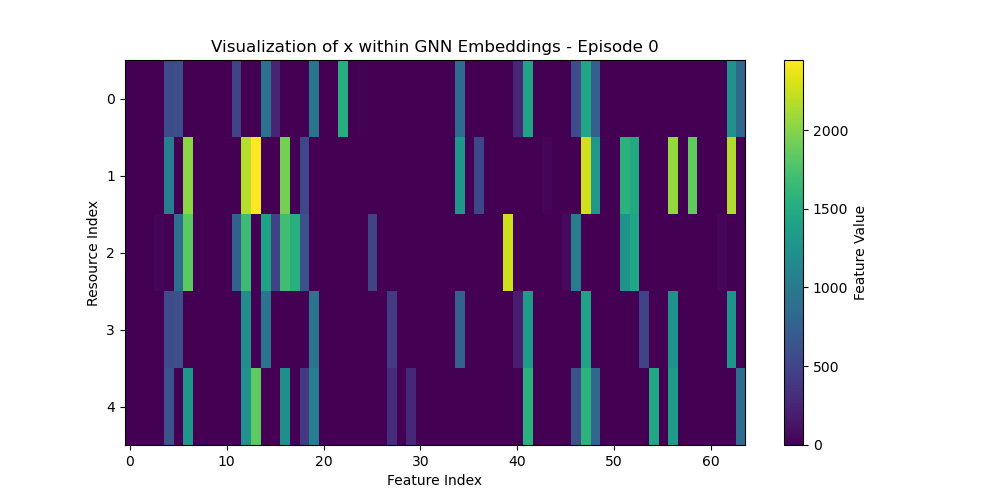 Visualization of x within GNN Embeddings - Episode 0
Resource Index
0
1
2
3
4
0 10 20 30 40 50 60
Feature Index
2000
1500
1000
500
0
Feature Value